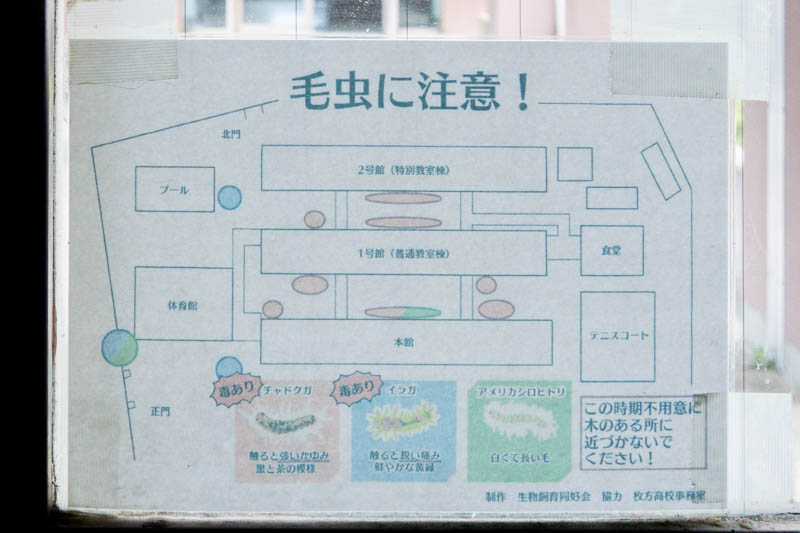 毛虫に注意！
北門
2号館（特別教室棟）
プール
1号館（普通教室棟）
食堂
体育館
テニスコート
本館
正門
毒あり
チャドクガ
触ると強いかゆみ
黒と茶の模様
毒あり
イラガ
触ると鋭い痛み
鮮やかな黄緑
アメリカシロヒトリ
白くて長い毛
この時期不用意に
木のある所に
近づかないで
ください！
制作　生物飼育同好会　協力　枚方高校事務室